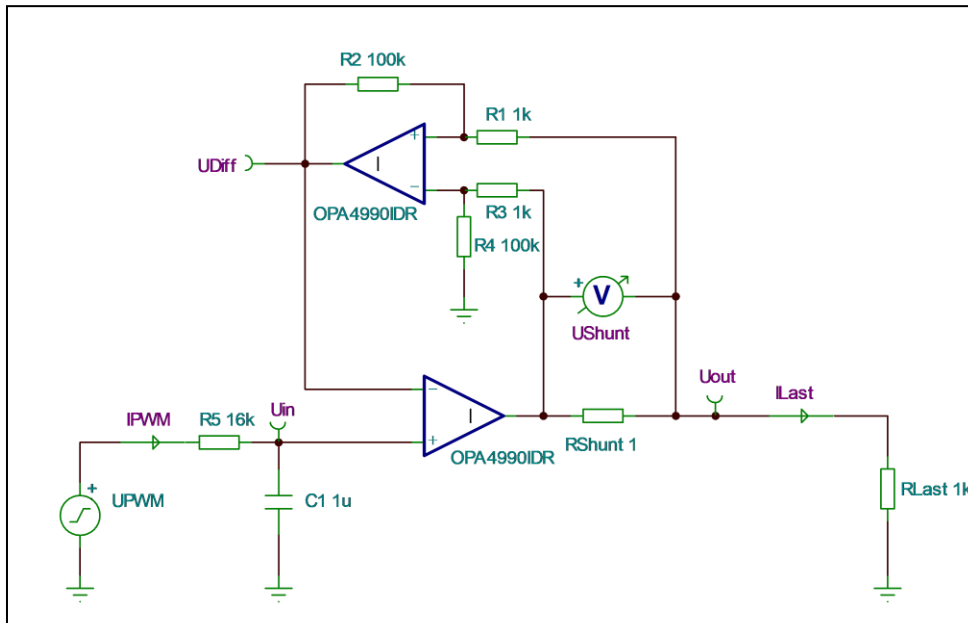 R2 100k
R1 1k
+
I
UDiff
-
OPA4990IDR
R3 1k
R4 100k
+
V
UShunt
-
I
+
OPA4990IDR
RShunt 1
Uout
ILast
IPWM
R5 16k
Uin
+
UPWM
C1 1u
RLast 1k